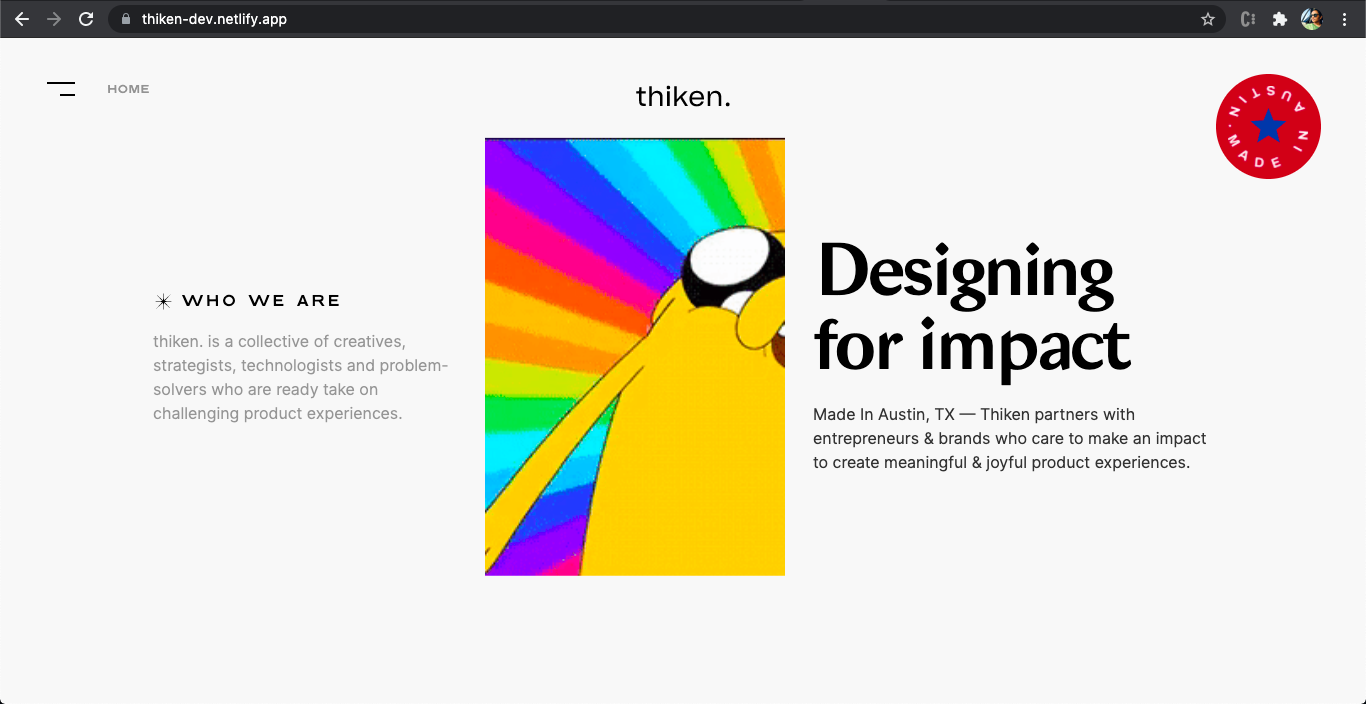 thiken-dev.netlify.app
HOME
thiken.
MADE IN AUSTIN.
WHO WE ARE
thiken. is a collective of creatives,
strategists, technologists and problem-
solvers who are ready take on
challenging product experiences.
Designing
for impact
Made In Austin, TX — Thiken partners with
entrepreneurs & brands who care to make an impact
to create meaningful & joyful product experiences.